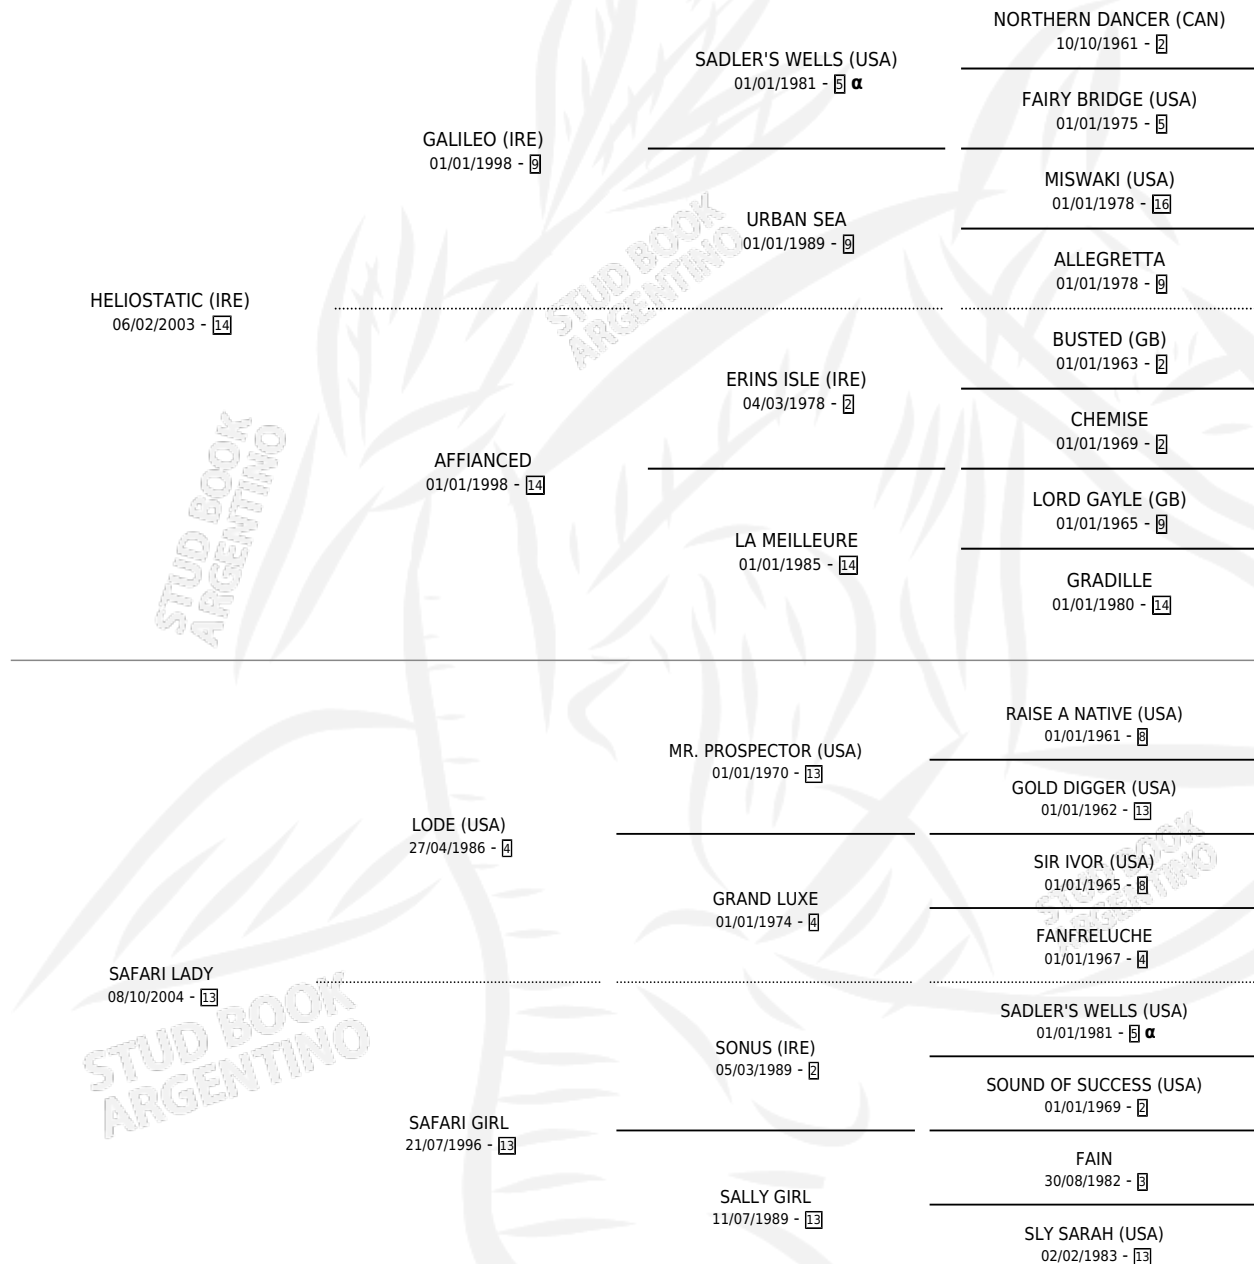 NORTHERN DANCER (CAN)
10/10/1961 - 2
SADLER'S WELLS (USA)
01/01/1981 - 5 α
FAIRY BRIDGE (USA)
01/01/1975 - 5
GALILEO (IRE)
01/01/1998 - 9
MISWAKI (USA)
01/01/1978 - 16
URBAN SEA
01/01/1989 - 9
ALLEGRETTA
01/01/1978 - 9
HELIOSTATIC (IRE)
06/02/2003 - 14
BUSTED (GB)
01/01/1963 - 2
ERINS ISLE (IRE)
04/03/1978 - 2
CHEMISE
01/01/1969 - 2
AFFIANCED
01/01/1998 - 14
LORD GAYLE (GB)
01/01/1965 - 9
LA MEILLEURE
01/01/1985 - 14
GRADILLE
01/01/1980 - 14
RAISE A NATIVE (USA)
01/01/1961 - 8
MR. PROSPECTOR (USA)
01/01/1970 - 13
GOLD DIGGER (USA)
01/01/1962 - 13
LODE (USA)
27/04/1986 - 4
SIR IVOR (USA)
01/01/1965 - 8
GRAND LUXE
01/01/1974 - 4
FANFRELUCHE
01/01/1967 - 4
SAFARI LADY
08/10/2004 - 13
SADLER'S WELLS (USA)
01/01/1981 - 5 α
SONUS (IRE)
05/03/1989 - 2
SOUND OF SUCCESS (USA)
01/01/1969 - 2
SAFARI GIRL
21/07/1996 - 13
FAIN
30/08/1982 - 3
SALLY GIRL
11/07/1989 - 13
SLY SARAH (USA)
02/02/1983 - 13
STUD BOOK
ARGENTINO
STUD BOOK
ARGENTINO
STUD BOOK
ARGENTINO
STUD BOOK
ARGENTINO